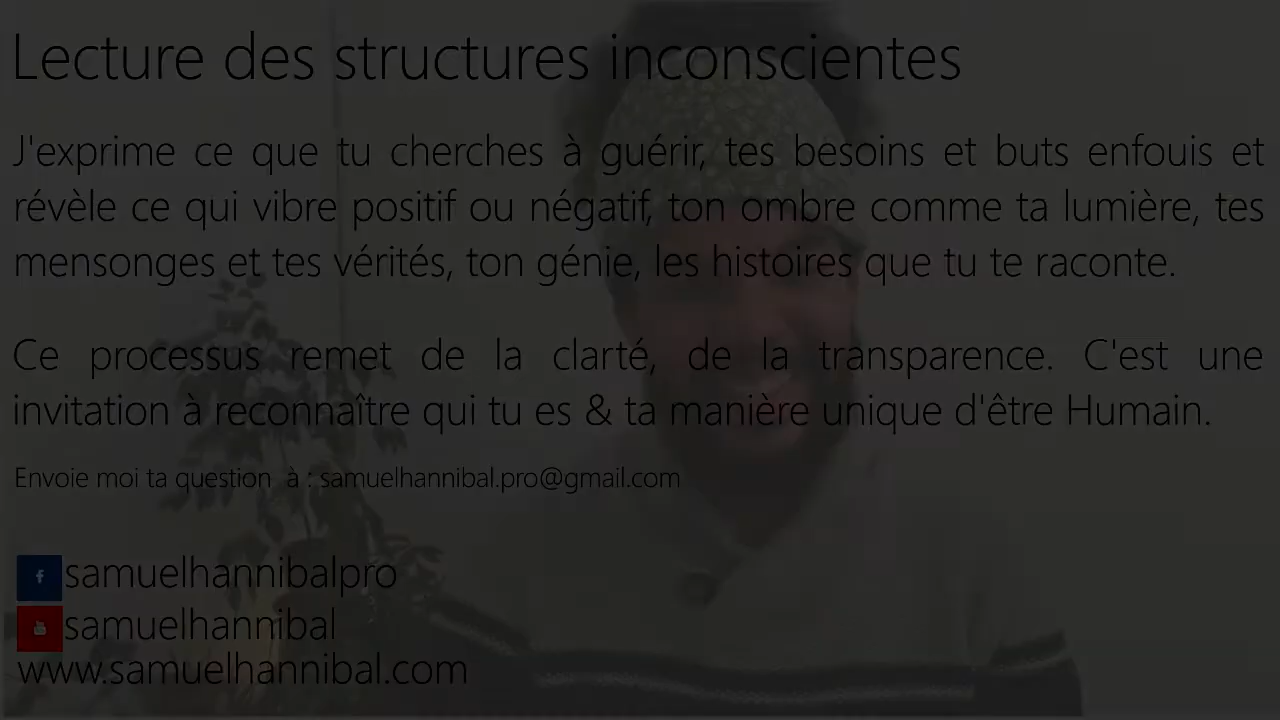 Lecture des structures inconscientes
J'exprime ce que tu cherches à guérir, tes besoins et buts enfouis et
révèle ce qui vibre positif ou négatif, ton ombre comme ta lumière, tes
mensonges et tes vérités, ton génie, les histoires que tu te raconte.
Ce processus remet de la clarté, de la transparence. C'est une
invitation à reconnaître qui tu es & ta manière unique d'être Humain.
Envoie moi ta question à : samuelhannibal.pro@gmail.com
samuelhannibalpro
samuelhannibal
www.samuelhannibal.com